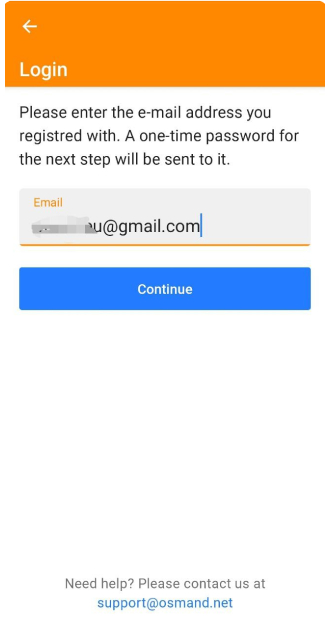 Login
Please enter the e-mail address you
registred with. A one-time password for
the next step will be sent to it.
Email
u@gmail.com
Continue
Need help? Please contact us at
support@osmand.net